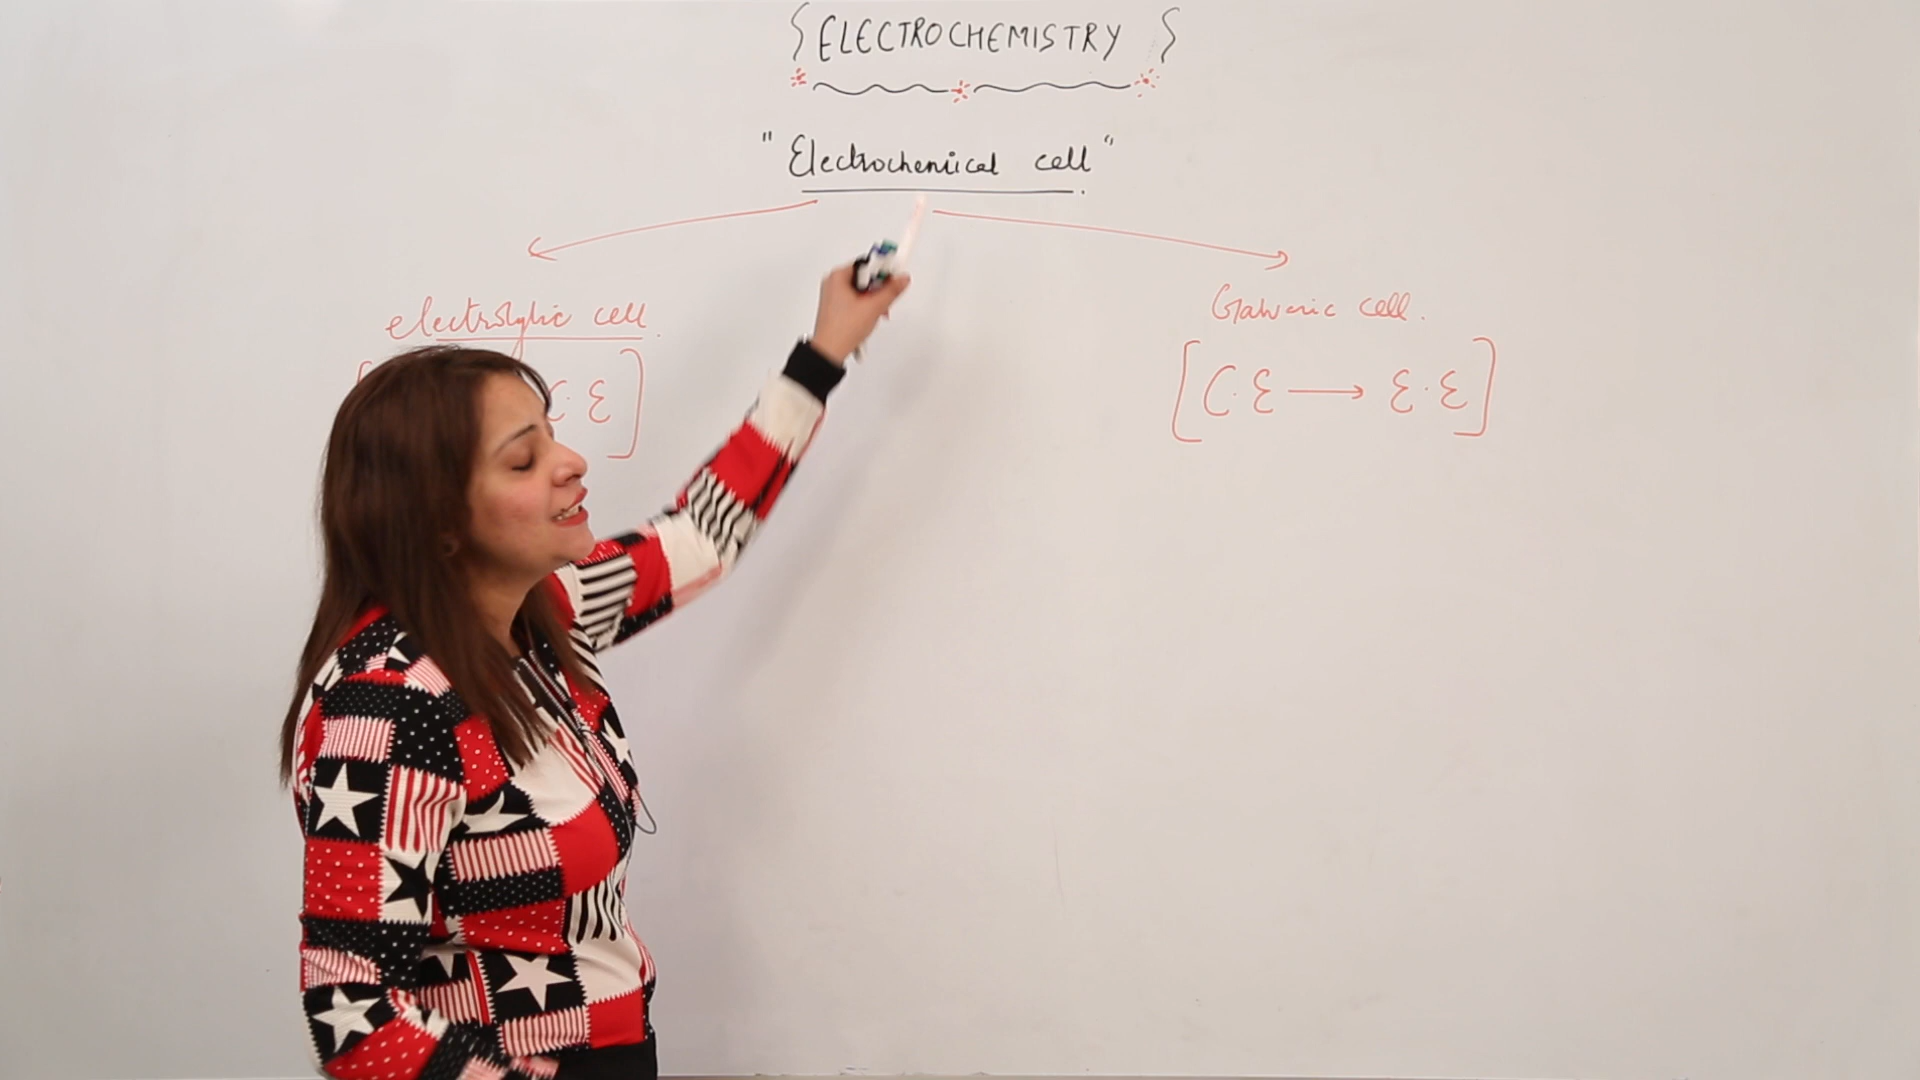 ELECTROCHEMISTRY
"Electrochemical cell"
electrolytic cell.
Galvanic cell.
C.E]
[C.E → E.E]